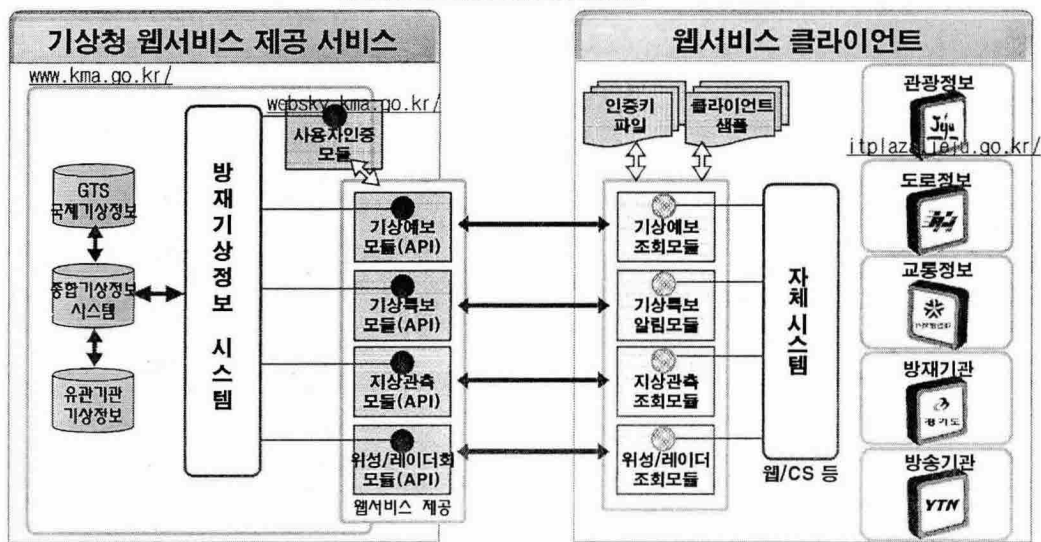 기상청 웹서비스 제공 서비스
www.kma.go.kr/
websky.kma.go.kr/
사용자인증
모듈
GTS
국제기상정보
종합기상정보
시스템
유관기관
기상정보
방재기상정보 시스템
기상예보
모듈(API)
기상특보
모듈(API)
지상관측
모듈(API)
위성/레이더회
모듈(API)
웹서비스 제공
웹서비스 클라이언트
인증키
파일
클라이언트
샘플
기상예보
조회모듈
기상특보
알림모듈
지상관측
조회모듈
위성/레이더
조회모듈
자체시스템
웹/CS 등
관광정보
Jeju
itplaza.jeju.go.kr/
도로정보
교통정보
방재기관
경기도
방송기관
YTN